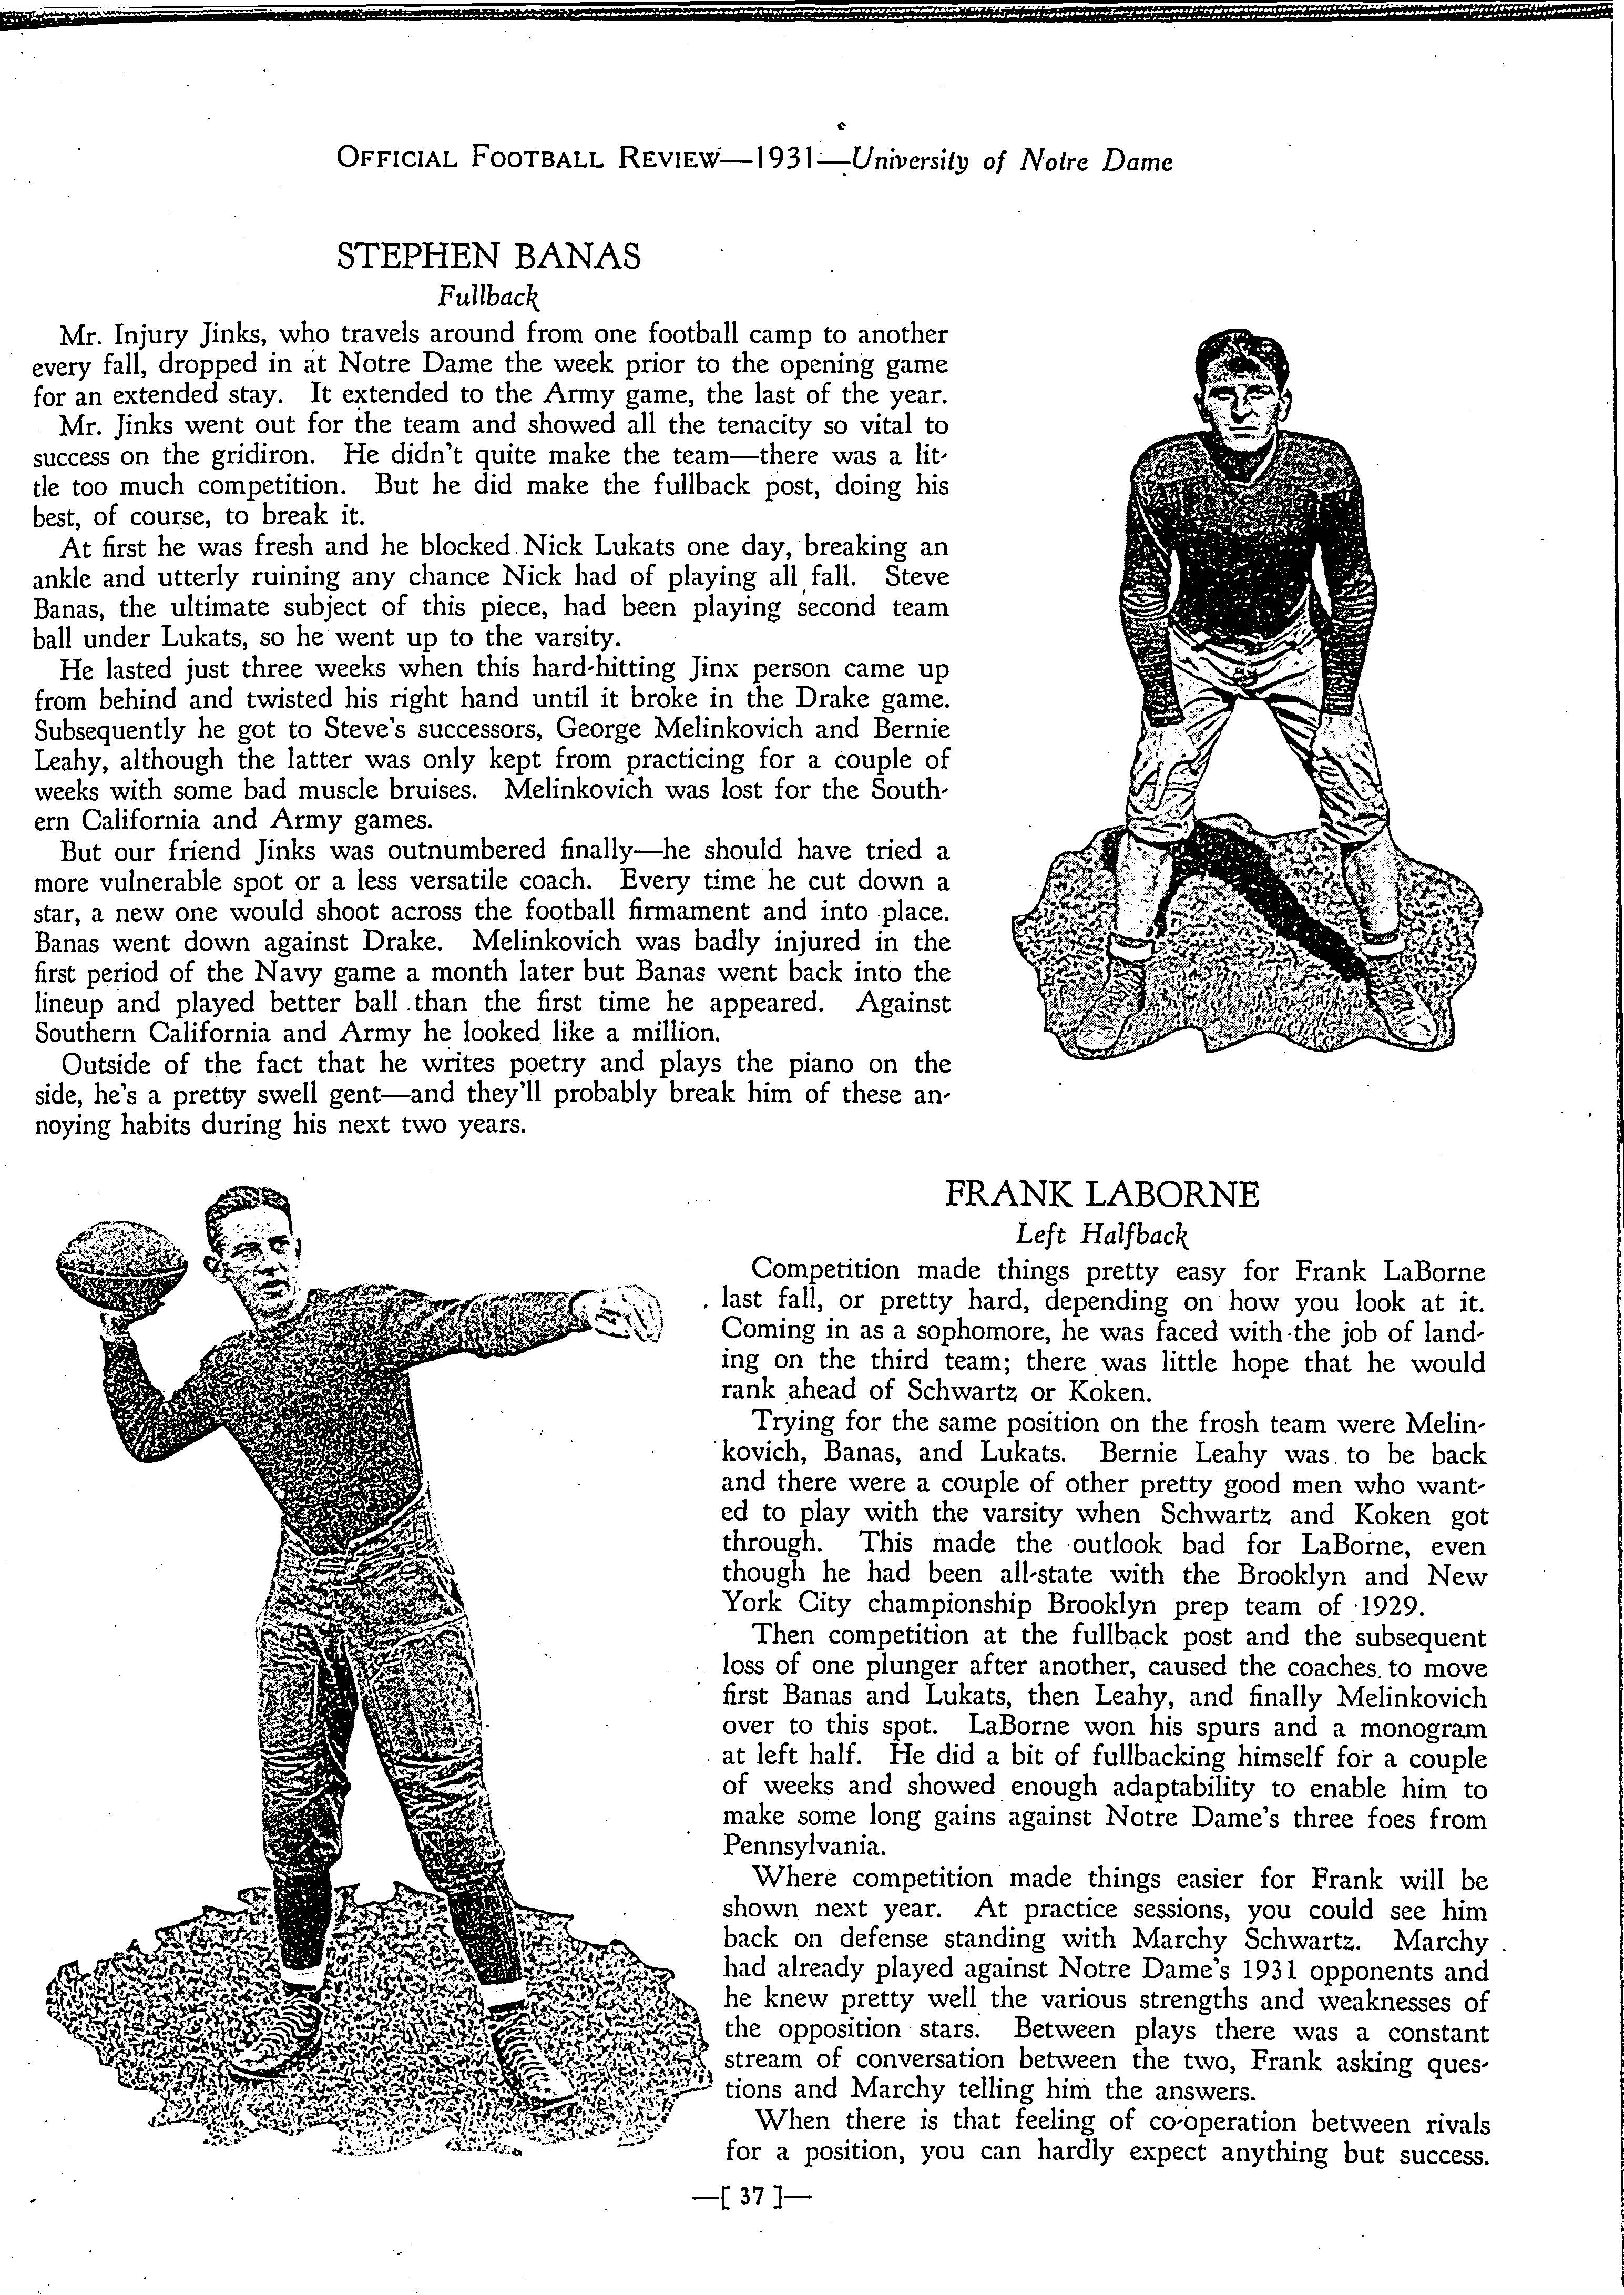 OFFICIAL FOOTBALL REVIEW—1931—University of Notre Dame
STEPHEN BANAS
Fullback
Mr. Injury Jinks, who travels around from one football camp to another
every fall, dropped in at Notre Dame the week prior to the opening game
for an extended stay. It extended to the Army game, the last of the year.
Mr. Jinks went out for the team and showed all the tenacity so vital to
success on the gridiron. He didn't quite make the team—there was a lit-
tle too much competition. But he did make the fullback post, doing his
best, of course, to break it.
At first he was fresh and he blocked Nick Lukats one day, breaking an
ankle and utterly ruining any chance Nick had of playing all fall. Steve
Banas, the ultimate subject of this piece, had been playing second team
ball under Lukats, so he went up to the varsity.
He lasted just three weeks when this hard-hitting Jinx person came up
from behind and twisted his right hand until it broke in the Drake game.
Subsequently he got to Steve's successors, George Melinkovich and Bernie
Leahy, although the latter was only kept from practicing for a couple of
weeks with some bad muscle bruises. Melinkovich was lost for the South-
ern California and Army games.
But our friend Jinks was outnumbered finally—he should have tried a
more vulnerable spot or a less versatile coach. Every time he cut down a
star, a new one would shoot across the football firmament and into place.
Banas went down against Drake. Melinkovich was badly injured in the
first period of the Navy game a month later but Banas went back into the
lineup and played better ball than the first time he appeared. Against
Southern California and Army he looked like a million.
Outside of the fact that he writes poetry and plays the piano on the
side, he's a pretty swell gent—and they'll probably break him of these an-
noying habits during his next two years.
FRANK LABORNE
Left Halfback
Competition made things pretty easy for Frank LaBorne
last fall, or pretty hard, depending on how you look at it.
Coming in as a sophomore, he was faced with the job of land-
ing on the third team; there was little hope that he would
rank ahead of Schwartz or Koken.
Trying for the same position on the frosh team were Melin-
kovich, Banas, and Lukats. Bernie Leahy was to be back
and there were a couple of other pretty good men who want-
ed to play with the varsity when Schwartz and Koken got
through. This made the outlook bad for LaBorne, even
though he had been all-state with the Brooklyn and New
York City championship Brooklyn prep team of 1929.
Then competition at the fullback post and the subsequent
loss of one plunger after another, caused the coaches to move
first Banas and Lukats, then Leahy, and finally Melinkovich
over to this spot. LaBorne won his spurs and a monogram
at left half. He did a bit of fullbacking himself for a couple
of weeks and showed enough adaptability to enable him to
make some long gains against Notre Dame's three foes from
Pennsylvania.
Where competition made things easier for Frank will be
shown next year. At practice sessions, you could see him
back on defense standing with Marchy Schwartz. Marchy
had already played against Notre Dame's 1931 opponents and
he knew pretty well the various strengths and weaknesses of
the opposition stars. Between plays there was a constant
stream of conversation between the two, Frank asking ques-
tions and Marchy telling him the answers.
When there is that feeling of co-operation between rivals
for a position, you can hardly expect anything but success.
—[ 37 ]—